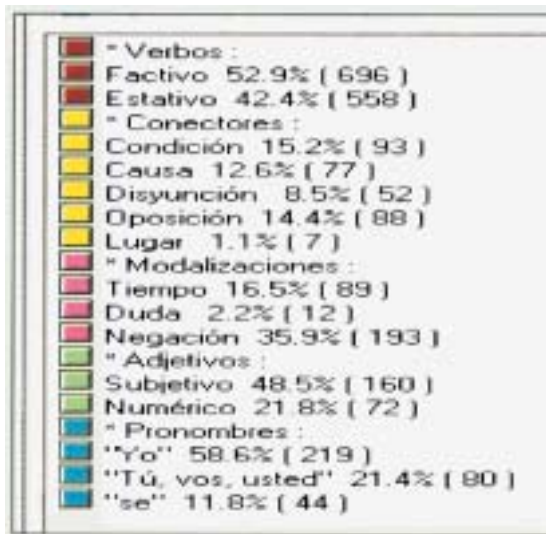 * Verbos :
Factivo 52.9% ( 696 )
Estativo 42.4% ( 558 )
* Conectores :
Condición 15.2% ( 93 )
Causa 12.6% ( 77 )
Disyunción 8.5% ( 52 )
Oposición 14.4% ( 88 )
Lugar 1.1% ( 7 )
* Modalizaciones :
Tiempo 16.5% ( 89 )
Duda 2.2% ( 12 )
Negación 35.9% ( 193 )
* Adjetivos :
Subjetivo 48.5% ( 160 )
Numérico 21.8% ( 72 )
* Pronombres :
"Yo" 58.6% ( 219 )
"Tú, vos, usted" 21.4% ( 80 )
"se" 11.8% ( 44 )